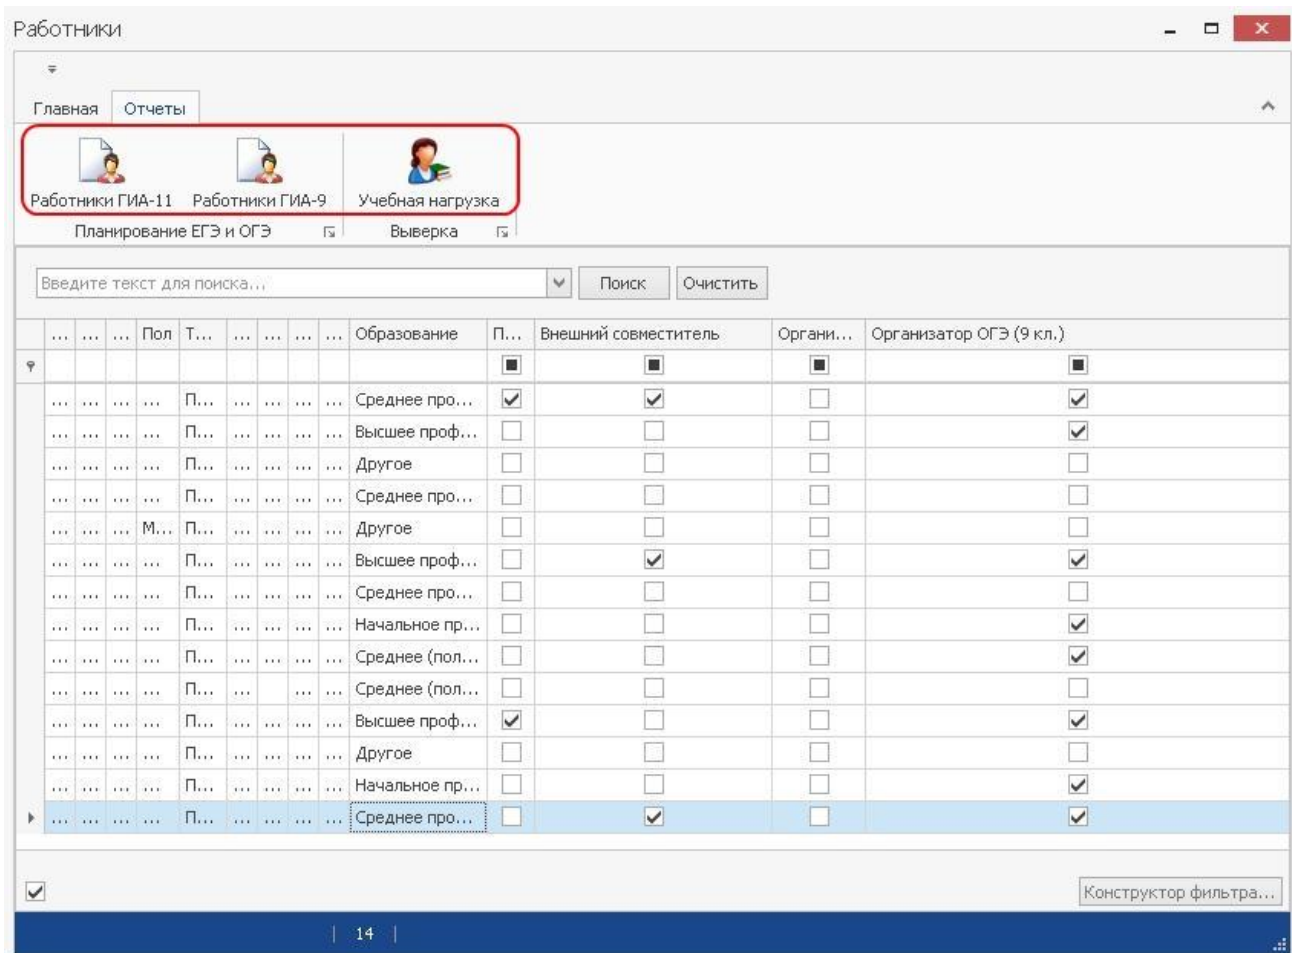 Работники
Главная Отчеты
Работники ГИА-11 Работники ГИА-9 Учебная нагрузка
Планирование ЕГЭ и ОГЭ Выверка
Введите текст для поиска... Поиск Очистить
... ... ... Пол Т... ... ... ... ... Образование П... Внешний совместитель Органи... Организатор ОГЭ (9 кл.)
... ... ... ... П... ... ... ... ... Среднее про...
... ... ... ... П... ... ... ... ... Высшее проф...
... ... ... ... П... ... ... ... ... Другое
... ... ... ... П... ... ... ... ... Среднее про...
... ... ... М... П... ... ... ... ... Другое
... ... ... ... П... ... ... ... ... Высшее проф...
... ... ... ... П... ... ... ... ... Среднее про...
... ... ... ... П... ... ... ... ... Начальное пр...
... ... ... ... П... ... ... ... ... Среднее (пол...
... ... ... ... П... ... ... ... Среднее (пол...
... ... ... ... П... ... ... ... ... Высшее проф...
... ... ... ... П... ... ... ... ... Другое
... ... ... ... П... ... ... ... ... Начальное пр...
... ... ... ... П... ... ... ... ... Среднее про...
Конструктор фильтра...
| 14 |